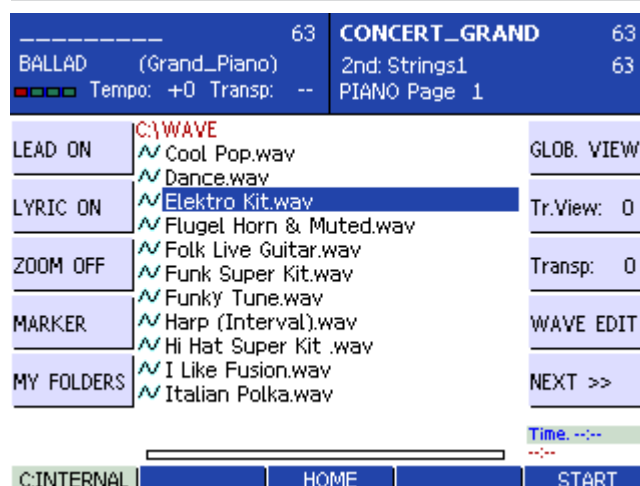 __________ 63
BALLAD (Grand_Piano)
Tempo: +0 Transp: --
CONCERT_GRAND 63
2nd: Strings1 63
PIANO Page 1
LEAD ON
LYRIC ON
ZOOM OFF
MARKER
MY FOLDERS
C:\WAVE
Cool Pop.wav
Dance.wav
Elektro Kit.wav
Flugel Horn & Muted.wav
Folk Live Guitar.wav
Funk Super Kit.wav
Funky Tune.wav
Harp (Interval).wav
Hi Hat Super Kit .wav
I Like Fusion.wav
Italian Polka.wav
GLOB. VIEW
Tr.View: 0
Transp: 0
WAVE EDIT
NEXT >>
Time. --:--
--:--
C:INTERNAL HOME START